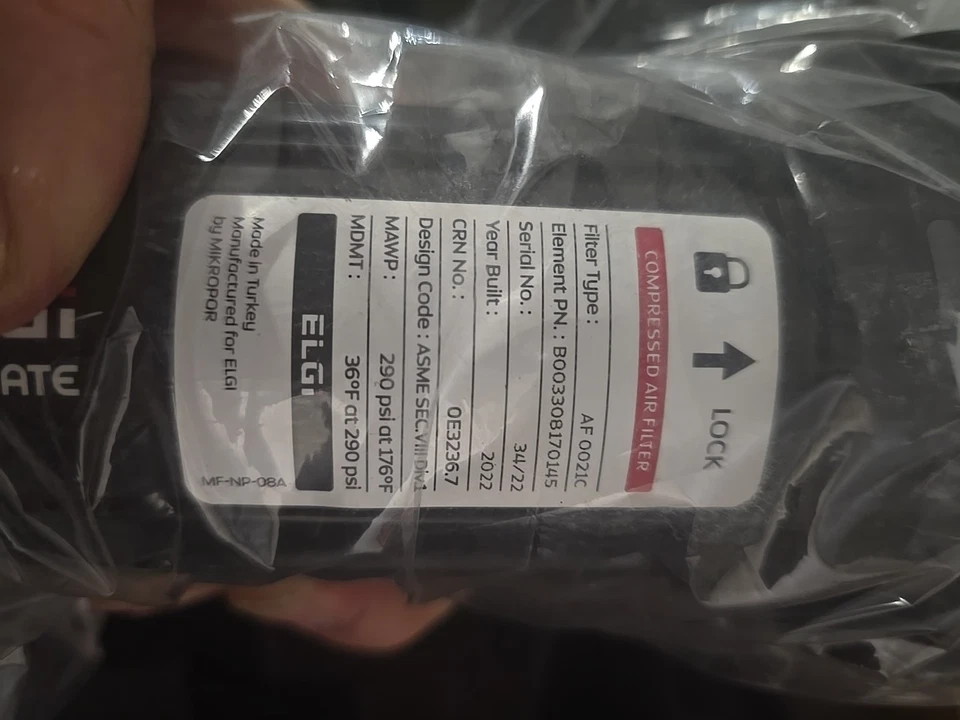 LOCK
COMPRESSED AIR FILTER
Filter Type : AF 0021C
Element PN. : B003308170145
Serial No. : 34/22
Year Built : 2022
CRN No. : 0E3236.7
Design Code : ASME SEC.VIII Div.1
MAWP : 290 psi at 176°F
MDMT : 36°F at 290 psi
ELGi
Made in Turkey
Manufactured for ELGI
by MIKROPOR
MF-NP-08A
ATE